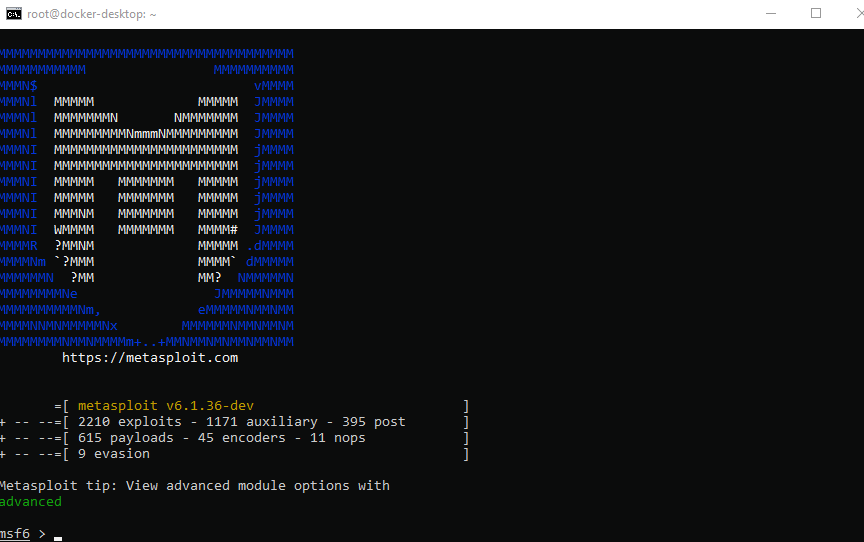 root@docker-desktop: ~
MMMMMMMMMMMMMMMMMMMMMMMMMMMMMMMMMMMMM
MMMMMMMMMMM                MMMMMMMMMM
MMMN$                           vMMMM
MMMNl  MMMMM             MMMMM  JMMMM
MMMNl  MMMMMMMN       NMMMMMMM  JMMMM
MMMNl  MMMMMMMMMNmmmNMMMMMMMMM  JMMMM
MMMNI  MMMMMMMMMMMMMMMMMMMMMMM  jMMMM
MMMNI  MMMMMMMMMMMMMMMMMMMMMMM  jMMMM
MMMNI  MMMMM   MMMMMMM   MMMMM  jMMMM
MMMNI  MMMMM   MMMMMMM   MMMMM  jMMMM
MMMNI  MMMNM   MMMMMMM   MMMMM  jMMMM
MMMNI  WMMMM   MMMMMMM   MMMM#  JMMMM
MMMMR  ?MMNM             MMMMM .dMMMM
MMMMNm `?MMM             MMMM` dMMMMM
MMMMMMN  ?MM             MM?  NMMMMMN
MMMMMMMMNe                 JMMMMMNMMM
MMMMMMMMMMNm,            eMMMMMNMMNMM
MMMMNNMNMMMMMNx        MMMMMMNMMNMMNM
MMMMMMMMNMMNMMMMm+..+MMNMMNMNMMNMMNMM
https://metasploit.com
=[ metasploit v6.1.36-dev ]
+ -- --=[ 2210 exploits - 1171 auxiliary - 395 post ]
+ -- --=[ 615 payloads - 45 encoders - 11 nops ]
+ -- --=[ 9 evasion ]
Metasploit tip: View advanced module options with
advanced
msf6 >